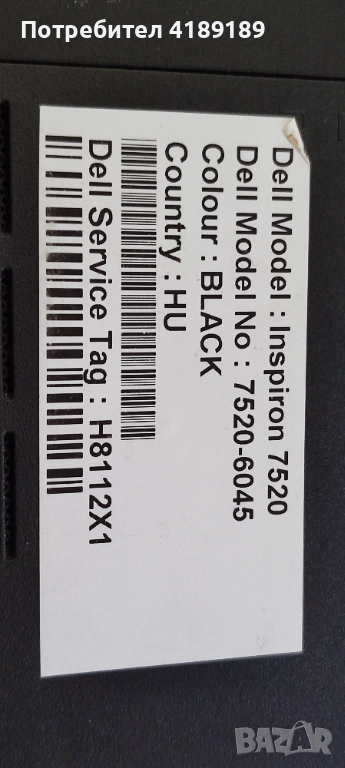 Потребител 4189189
Dell Model : Inspiron 7520
Dell Model No : 7520-6045
Colour : BLACK
Country : HU
Dell Service Tag : H8112X1
BAZAR